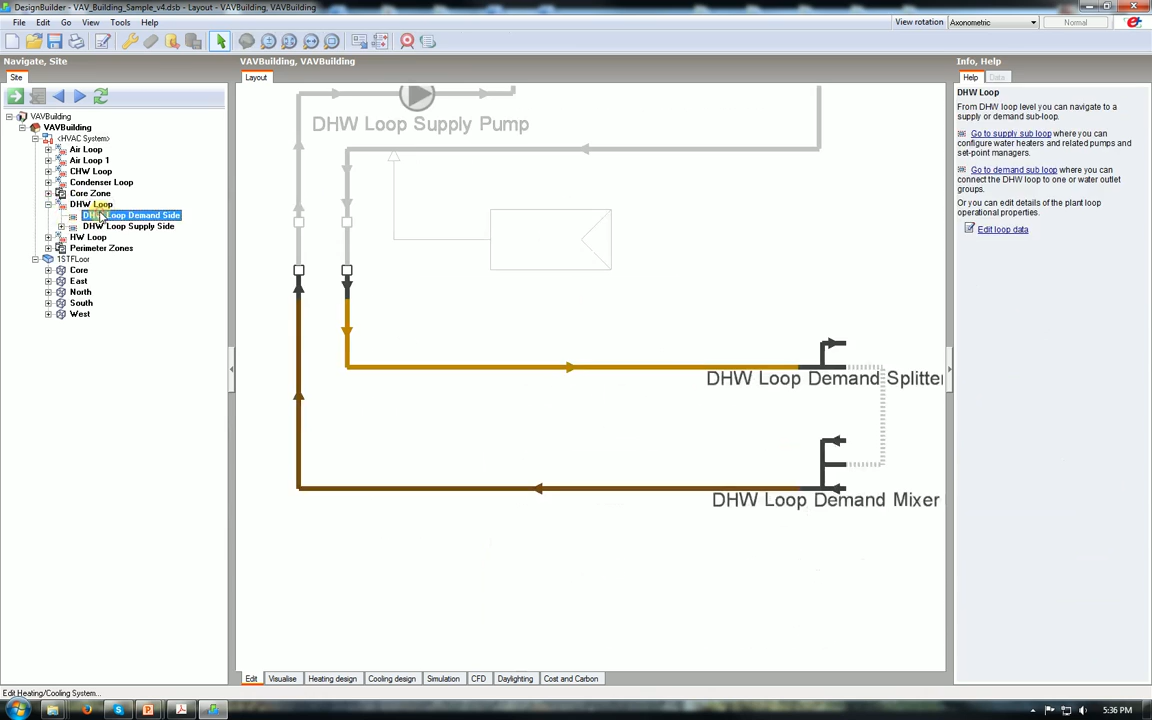 DesignBuilder - VAV_Building_Sample_v4.dsb - Layout - VAVBuilding, VAVBuilding
File Edit Go View Tools Help
View rotation Axonometric Normal
Navigate, Site
Site
VAVBuilding
VAVBuilding
<HVAC System>
Air Loop
Air Loop 1
CHW Loop
Condenser Loop
Core Zone
DHW Loop
DHW Loop Demand Side
DHW Loop Supply Side
HW Loop
Perimeter Zones
1STFLoor
Core
East
North
South
West
VAVBuilding, VAVBuilding
Layout
DHW Loop Supply Pump
DHW Loop Demand Splitter
DHW Loop Demand Mixer
Edit Visualise Heating design Cooling design Simulation CFD Daylighting Cost and Carbon
Info, Help
Help Data
DHW Loop
From DHW loop level you can navigate to a
supply or demand sub-loop.
Go to supply sub loop where you can
configure water heaters and related pumps and
set-point managers.
Go to demand sub loop where you can
connect the DHW loop to one or water outlet
groups.
Or you can edit details of the plant loop
operational properties.
Edit loop data
Edit Heating/Cooling System...
5:36 PM